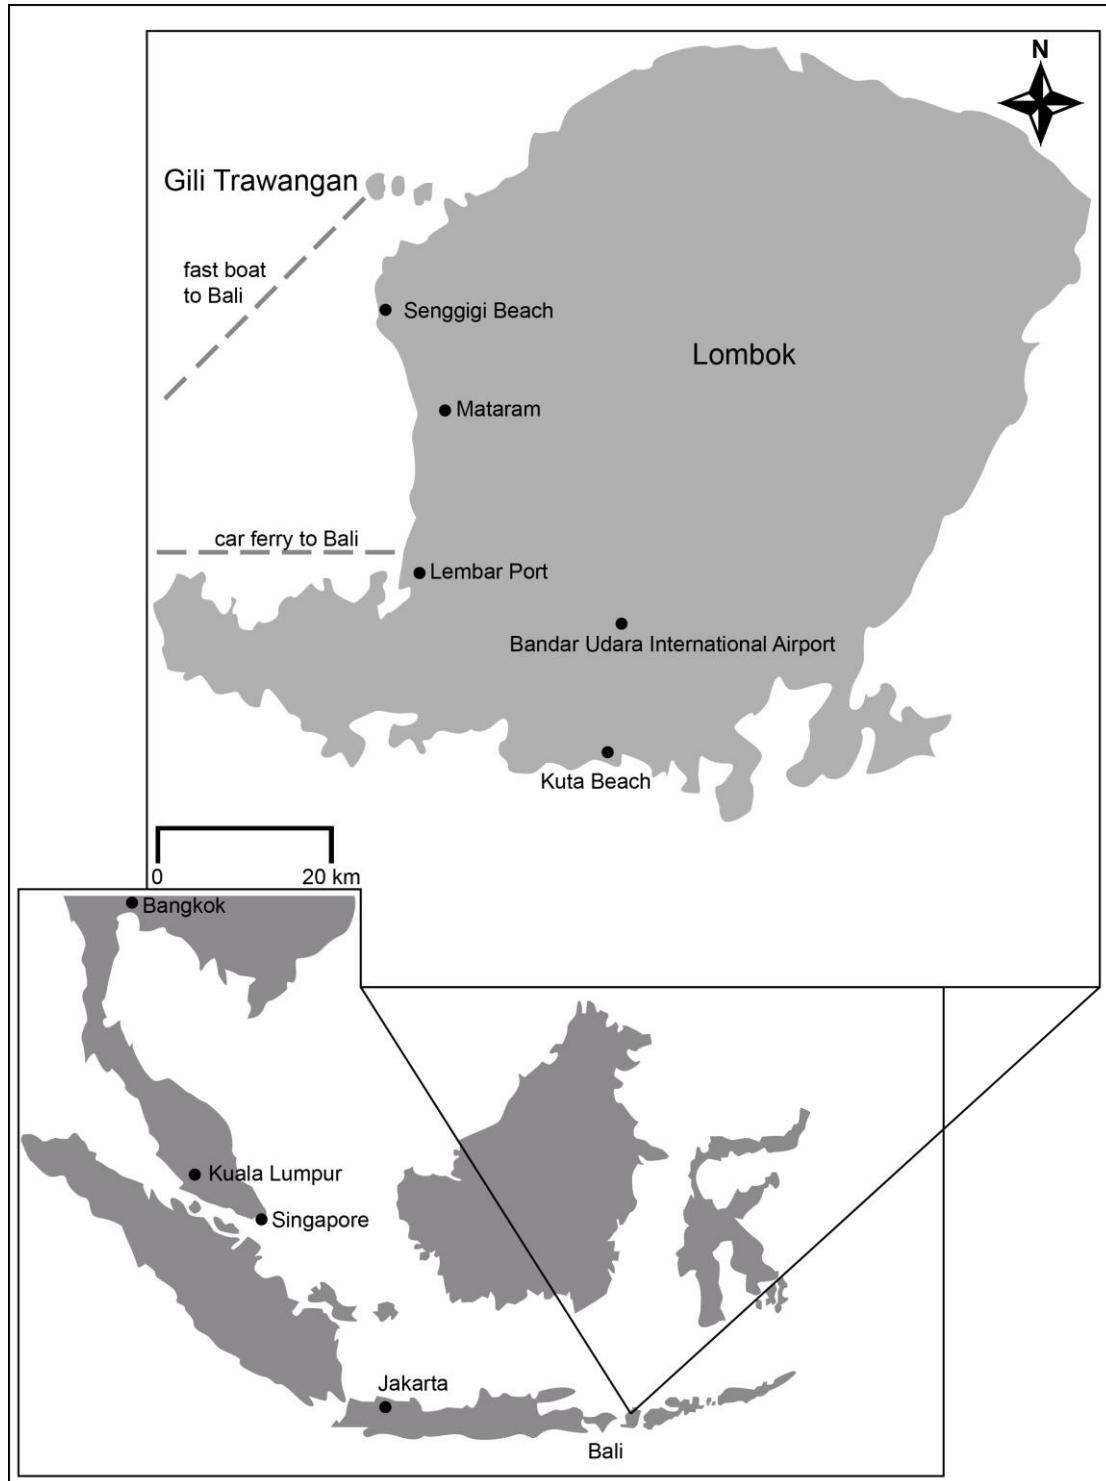 N
Gili Trawangan
fast boat
to Bali
Senggigi Beach
Lombok
Mataram
car ferry to Bali
Lembar Port
Bandar Udara International Airport
Kuta Beach
0
20 km
Bangkok
Kuala Lumpur
Singapore
Jakarta
Bali